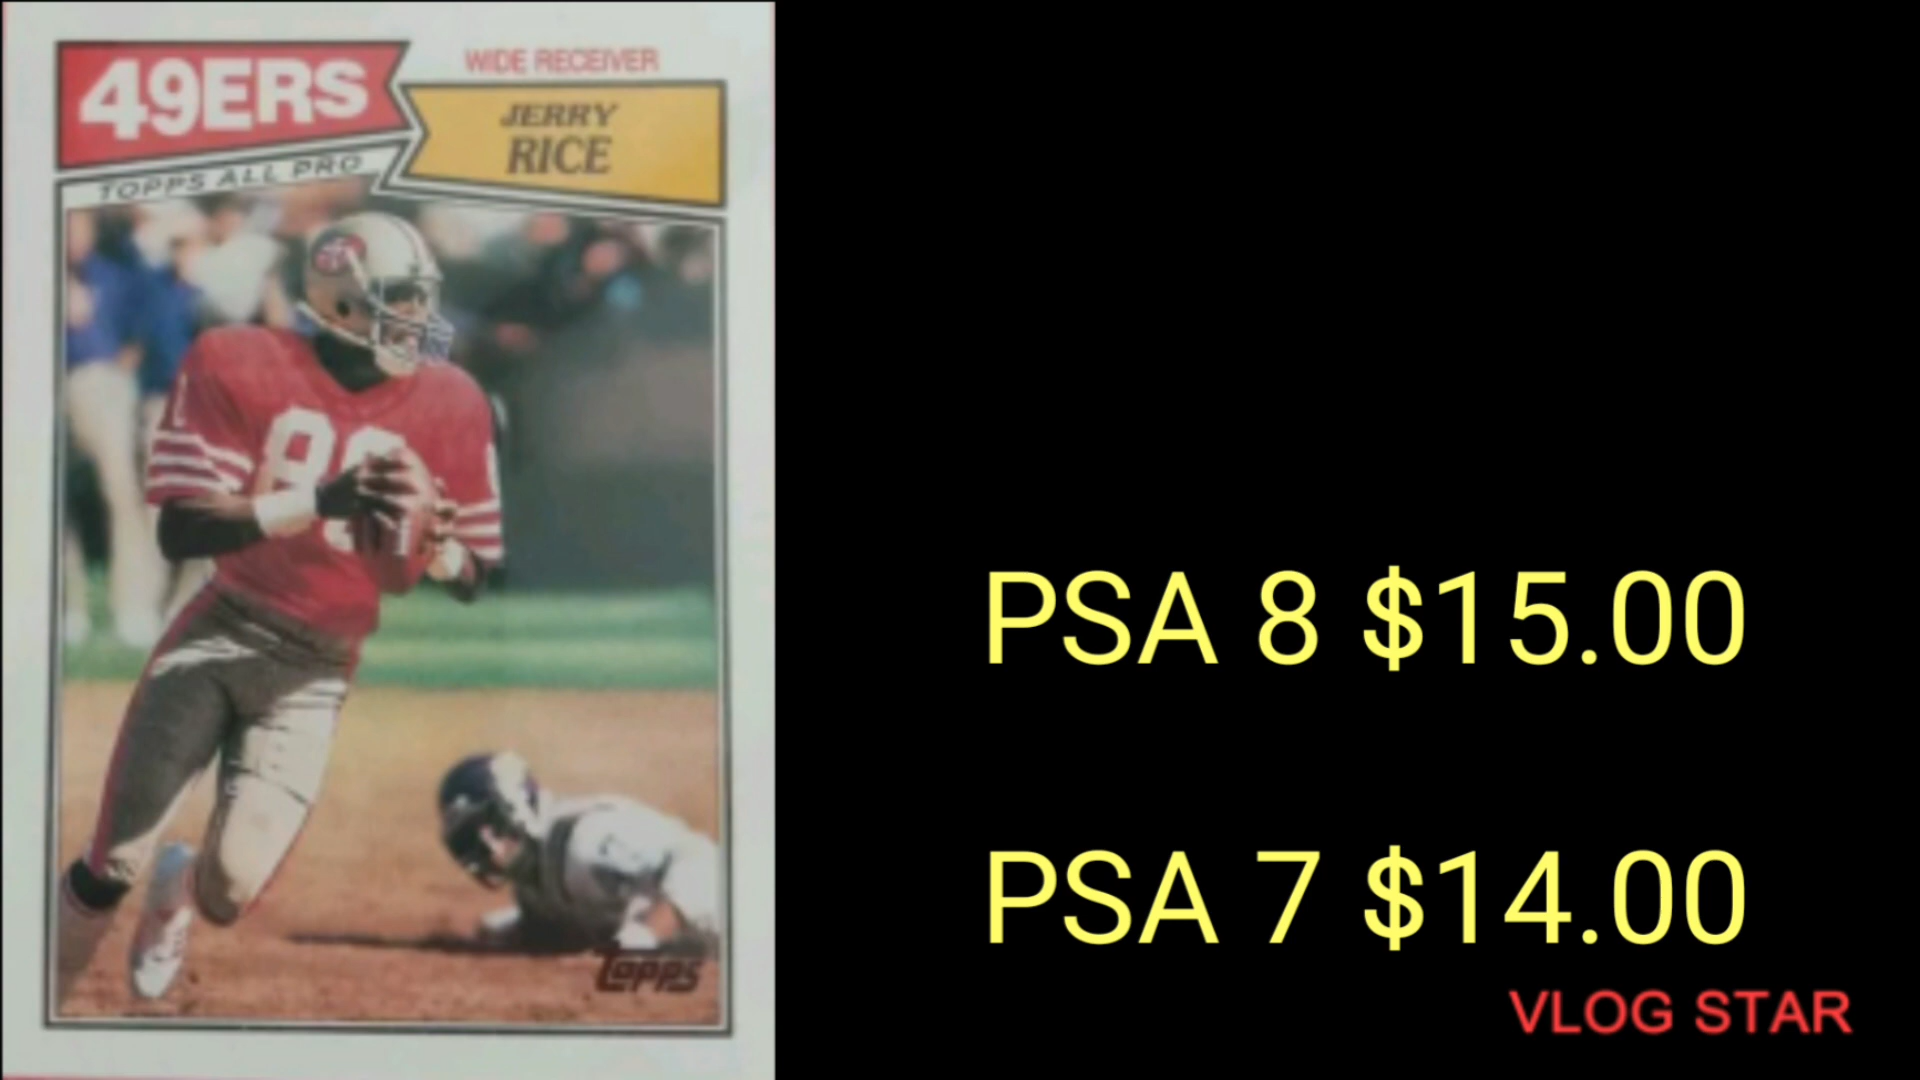 49ERS
WIDE RECEIVER
JERRY
RICE
TOPPS ALL PRO
Topps
PSA 8 $15.00
PSA 7 $14.00
VLOG STAR